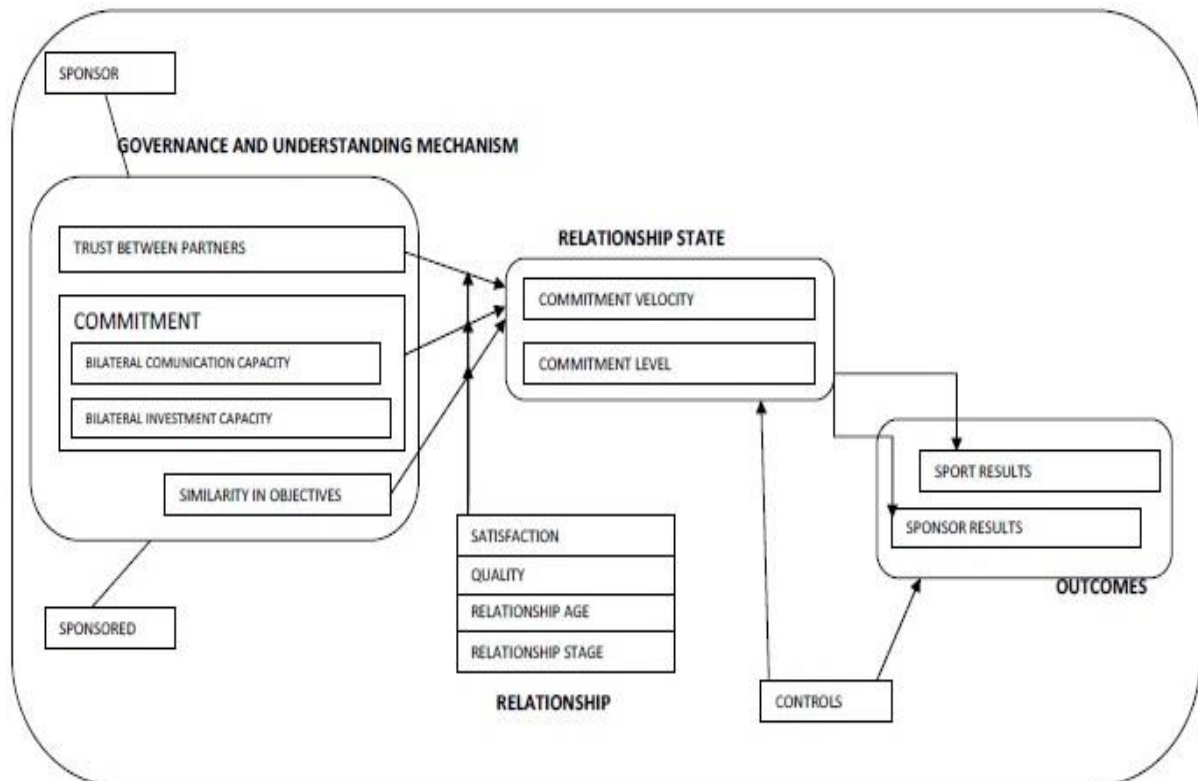 SPONSOR
GOVERNANCE AND UNDERSTANDING MECHANISM
TRUST BETWEEN PARTNERS
COMMITMENT
BILATERAL COMUNICATION CAPACITY
BILATERAL INVESTMENT CAPACITY
SIMILARITY IN OBJECTIVES
SPONSORED
RELATIONSHIP STATE
COMMITMENT VELOCITY
COMMITMENT LEVEL
SATISFACTION
QUALITY
RELATIONSHIP AGE
RELATIONSHIP STAGE
RELATIONSHIP
SPORT RESULTS
SPONSOR RESULTS
OUTCOMES
CONTROLS